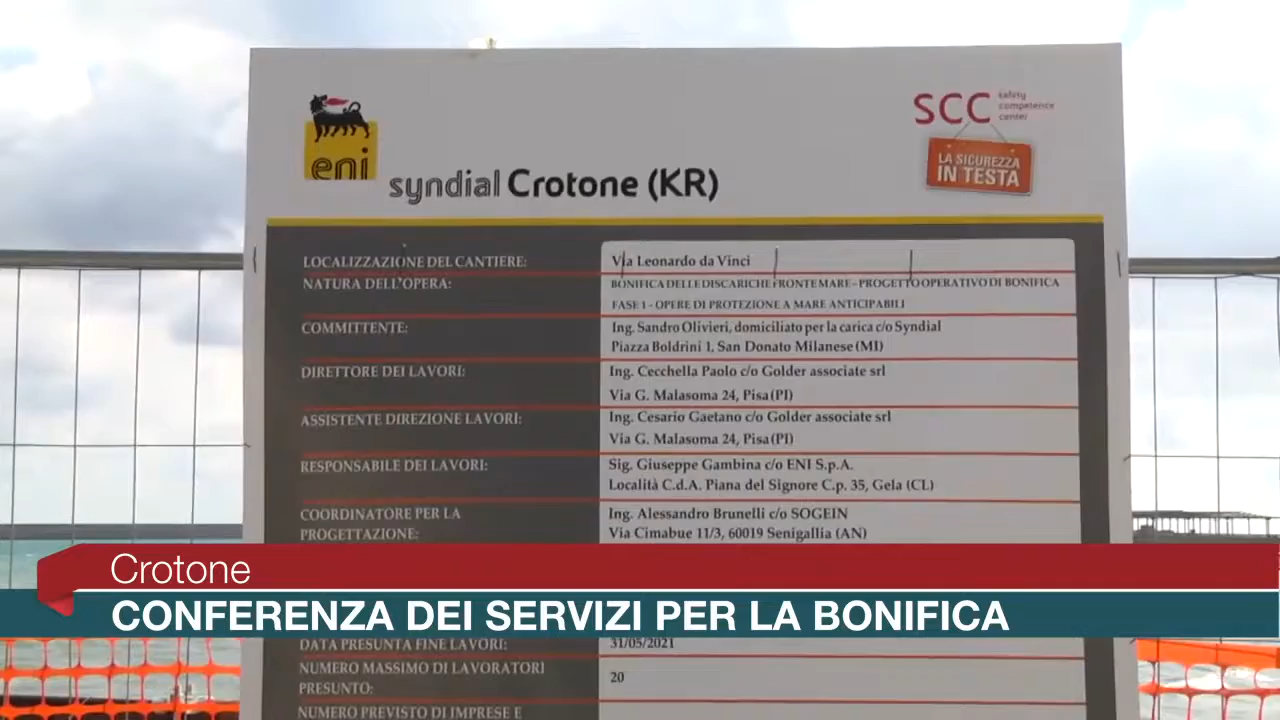 eni
syndial Crotone (KR)
SCC safety
competence
center
LA SICUREZZA
IN TESTA
LOCALIZZAZIONE DEL CANTIERE: Via Leonardo da Vinci
NATURA DELL'OPERA: BONIFICA DELLE DISCARICHE FRONTE MARE - PROGETTO OPERATIVO DI BONIFICA
FASE 1 - OPERE DI PROTEZIONE A MARE ANTICIPABILI
COMMITTENTE: Ing. Sandro Olivieri, domiciliato per la carica c/o Syndial
Piazza Boldrini 1, San Donato Milanese (MI)
DIRETTORE DEI LAVORI: Ing. Cecchella Paolo c/o Golder associate srl
Via G. Malasoma 24, Pisa (PI)
ASSISTENTE DIREZIONE LAVORI: Ing. Cesario Gaetano c/o Golder associate srl
Via G. Malasoma 24, Pisa (PI)
RESPONSABILE DEI LAVORI: Sig. Giuseppe Gambina c/o ENI S.p.A.
Località C.d.A. Piana del Signore C.p. 35, Gela (CL)
COORDINATORE PER LA Ing. Alessandro Brunelli c/o SOGEIN
PROGETTAZIONE: Via Cimabue 11/3, 60019 Senigallia (AN)
Crotone
CONFERENZA DEI SERVIZI PER LA BONIFICA
DATA PRESUNTA FINE LAVORI: 31/05/2021
NUMERO MASSIMO DI LAVORATORI
PRESUNTO: 20
NUMERO PREVISTO DI IMPRESE E